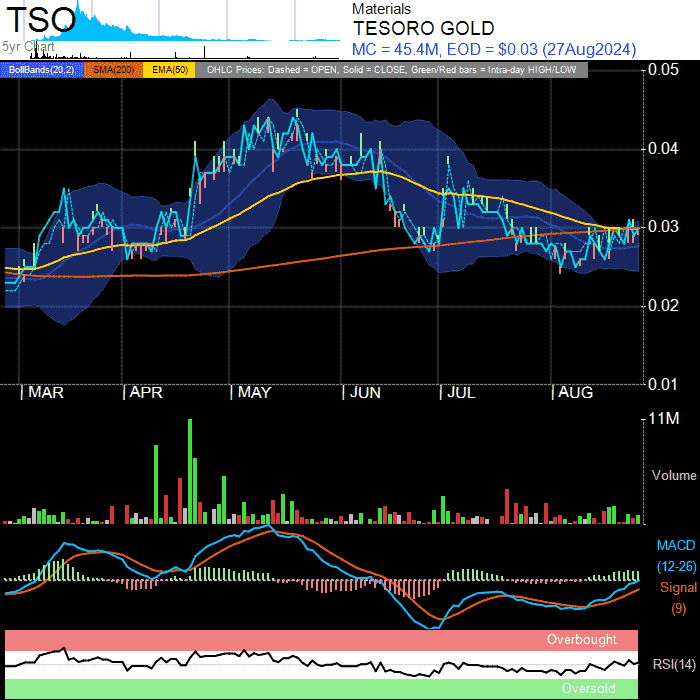 TSO
5yr Chart
Materials
TESORO GOLD
MC = 45.4M, EOD = $0.03 (27Aug2024)
BollBands(20,2) SMA(200) EMA(50) OHLC Prices: Dashed = OPEN, Solid = CLOSE, Green/Red bars = Intra-day HIGH/LOW
0.05
0.04
0.03
0.02
0.01
| MAR | APR | MAY | JUN | JUL | AUG
11M
Volume
MACD
(12-26)
Signal
(9)
Overbought
RSI(14)
Oversold